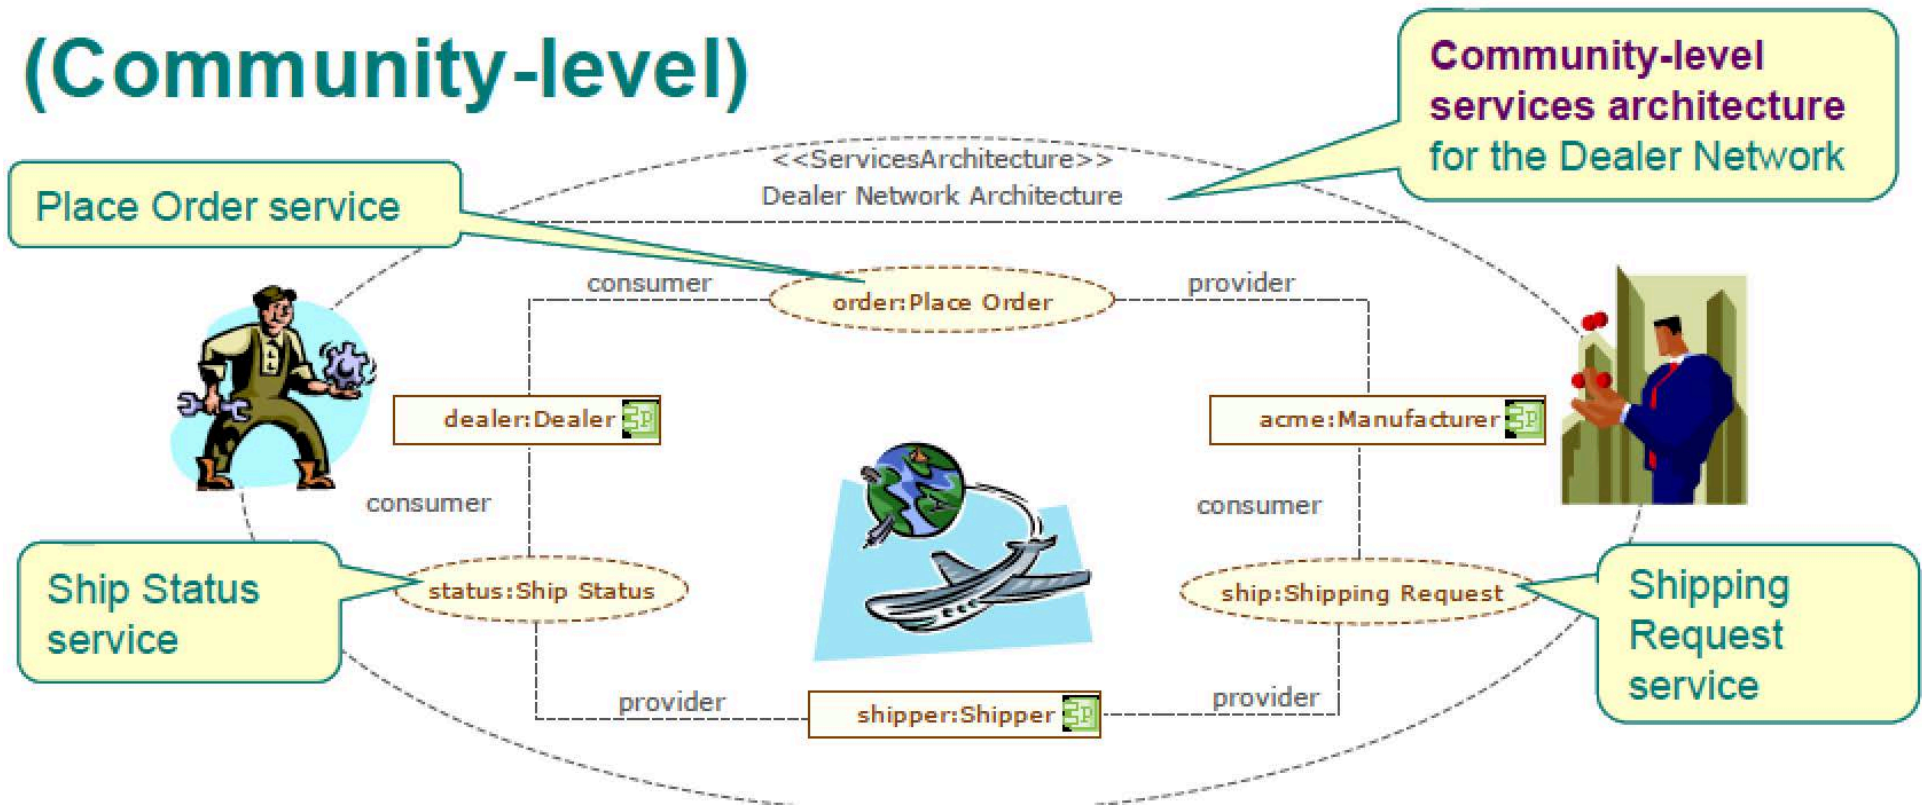 (Community-level)
Community-level
services architecture
for the Dealer Network
<<ServicesArchitecture>>
Dealer Network Architecture
Place Order service
consumer
order:Place Order
provider
dealer:Dealer
acme:Manufacturer
consumer
consumer
Ship Status
service
status:Ship Status
ship:Shipping Request
Shipping
Request
service
provider
shipper:Shipper
provider